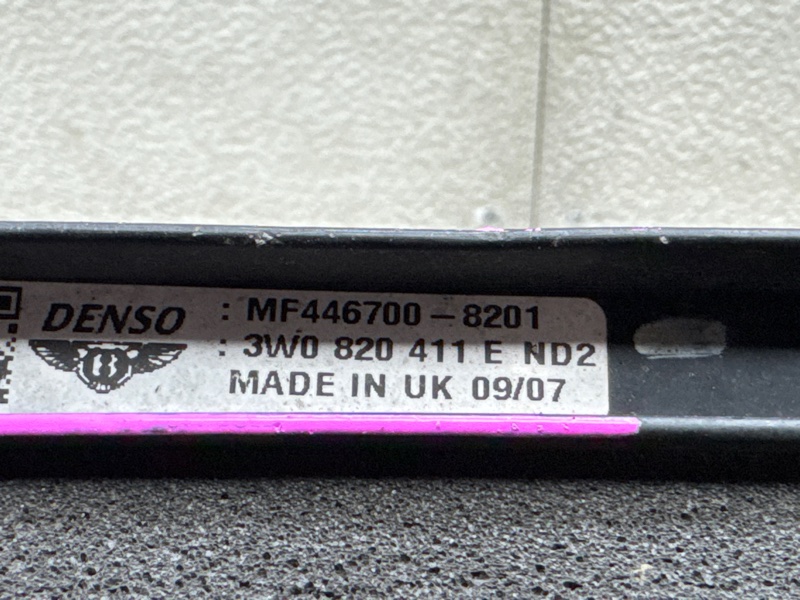 DENSO : MF446700-8201
: 3W0 820 411 E ND2
MADE IN UK 09/07